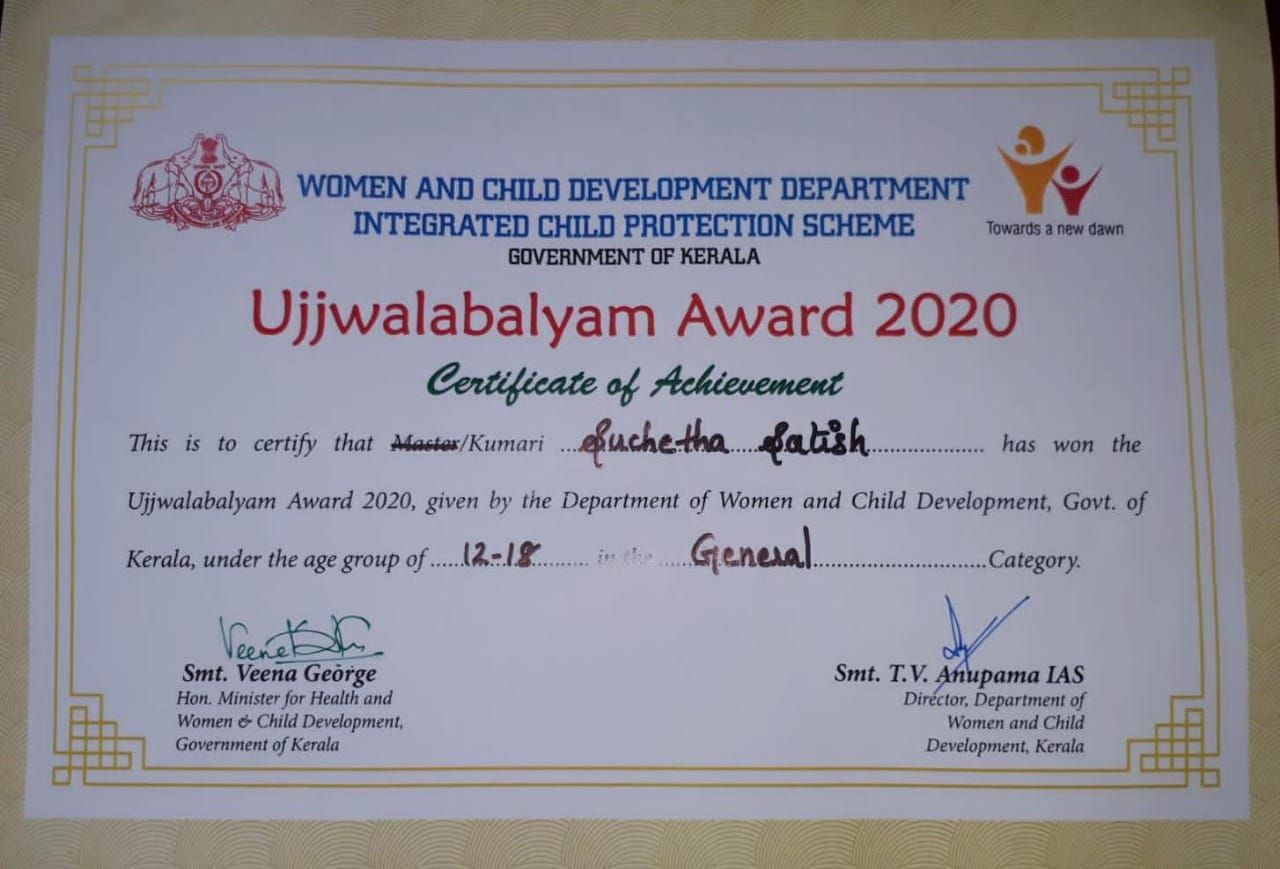 WOMEN AND CHILD DEVELOPMENT DEPARTMENT
INTEGRATED CHILD PROTECTION SCHEME
GOVERNMENT OF KERALA
Towards a new dawn
Ujjwalabalyam Award 2020
Certificate of Achievement
This is to certify that Master/Kumari ...Suchetha Satish................... has won the
Ujjwalabalyam Award 2020, given by the Department of Women and Child Development, Govt. of
Kerala, under the age group of .....12-18......... in the .....General.............................Category.
Smt. Veena George
Hon. Minister for Health and
Women & Child Development,
Government of Kerala
Smt. T.V. Anupama IAS
Director, Department of
Women and Child
Development, Kerala